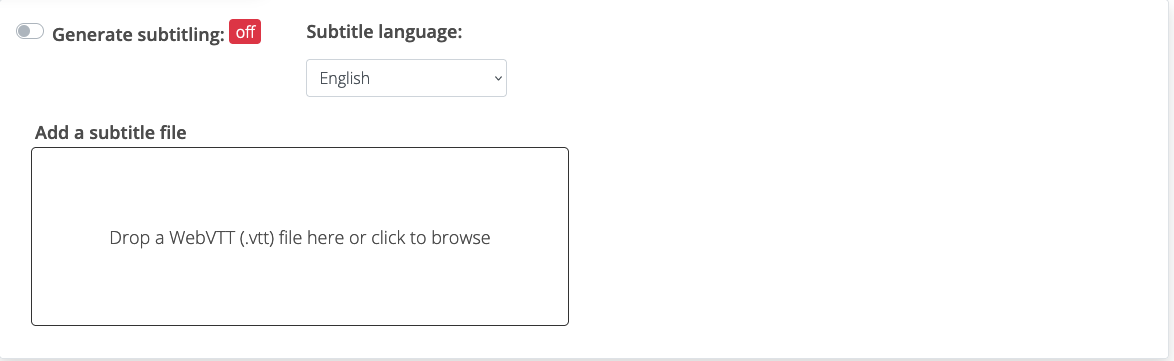 Generate subtitling: off
Subtitle language:
English
Add a subtitle file
Drop a WebVTT (.vtt) file here or click to browse